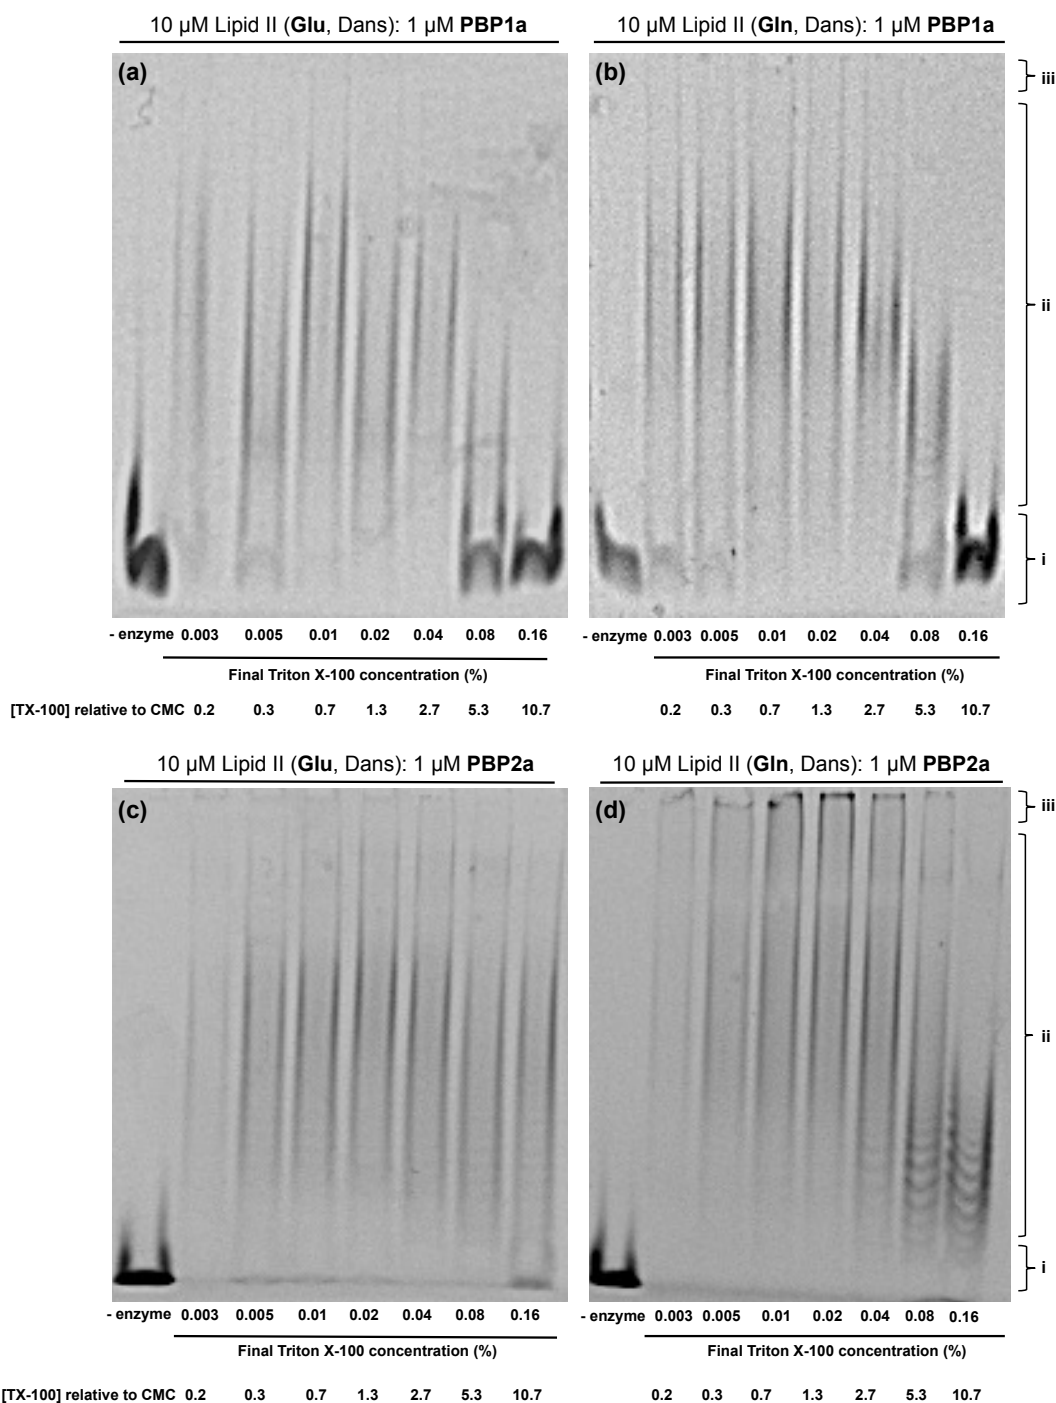 10 µM Lipid II (Glu, Dans): 1 µM PBP1a
10 µM Lipid II (Gln, Dans): 1 µM PBP1a
(a)
(b)
iii
ii
i
- enzyme 0.003 0.005 0.01 0.02 0.04 0.08 0.16
- enzyme 0.003 0.005 0.01 0.02 0.04 0.08 0.16
Final Triton X-100 concentration (%)
Final Triton X-100 concentration (%)
[TX-100] relative to CMC 0.2 0.3 0.7 1.3 2.7 5.3 10.7
0.2 0.3 0.7 1.3 2.7 5.3 10.7
10 µM Lipid II (Glu, Dans): 1 µM PBP2a
10 µM Lipid II (Gln, Dans): 1 µM PBP2a
(c)
(d)
iii
ii
i
- enzyme 0.003 0.005 0.01 0.02 0.04 0.08 0.16
- enzyme 0.003 0.005 0.01 0.02 0.04 0.08 0.16
Final Triton X-100 concentration (%)
Final Triton X-100 concentration (%)
[TX-100] relative to CMC 0.2 0.3 0.7 1.3 2.7 5.3 10.7
0.2 0.3 0.7 1.3 2.7 5.3 10.7